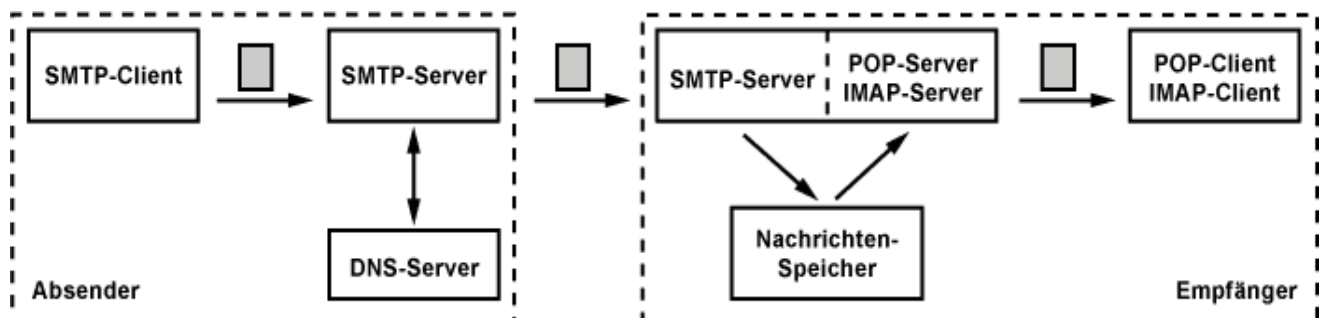 SMTP-Client
SMTP-Server
SMTP-Server
POP-Server
IMAP-Server
POP-Client
IMAP-Client
DNS-Server
Nachrichten-
Speicher
Absender
Empfänger